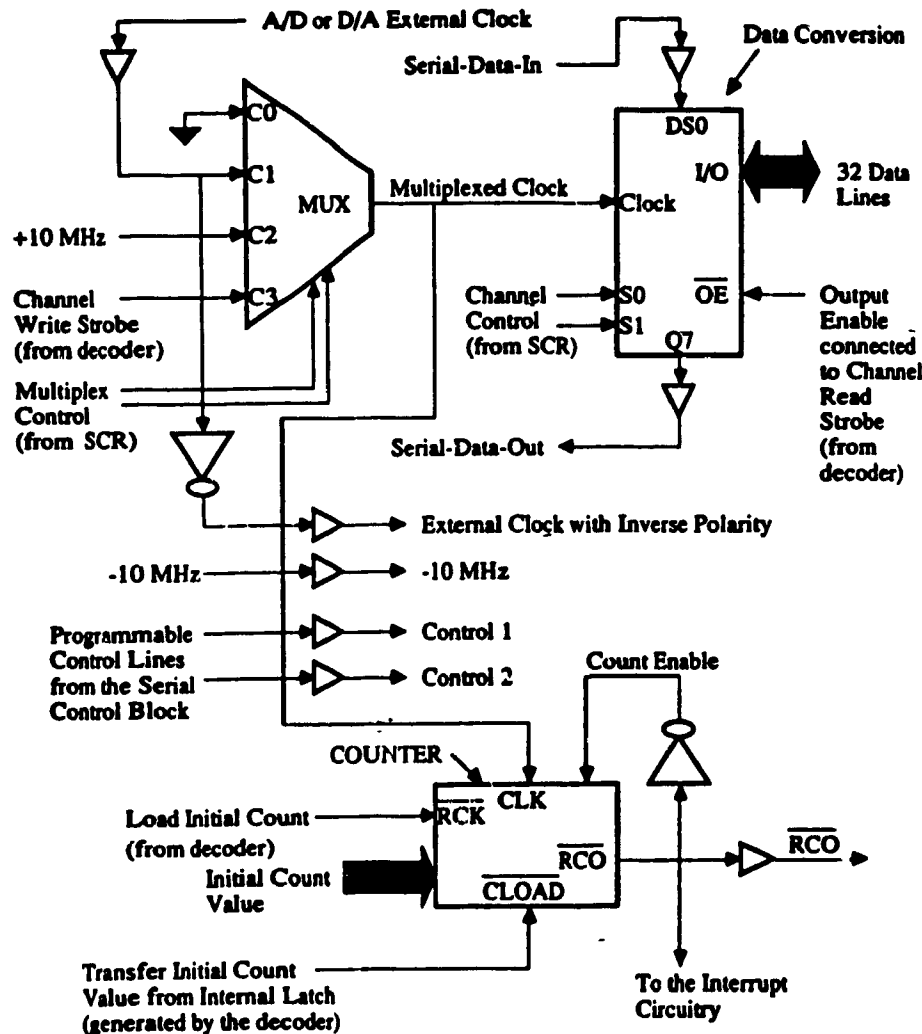 A/D or D/A External Clock
Data Conversion
Serial-Data-In
C0
DS0
I/O
32 Data
Lines
C1
MUX
Multiplexed Clock
Clock
+10 MHz
C2
Channel
Write Strobe
(from decoder)
C3
Channel
Control
(from SCR)
S0
S1
OE
Q7
Output
Enable
connected
to Channel
Read
Strobe
(from
decoder)
Multiplex
Control
(from SCR)
Serial-Data-Out
External Clock with Inverse Polarity
-10 MHz
-10 MHz
Programmable
Control Lines
from the Serial
Control Block
Control 1
Control 2
Count Enable
COUNTER
CLK
RCK
Load Initial Count
(from decoder)
RCO
RCO
Initial Count
Value
CLOAD
Transfer Initial Count
Value from Internal Latch
(generated by the decoder)
To the Interrupt
Circuitry